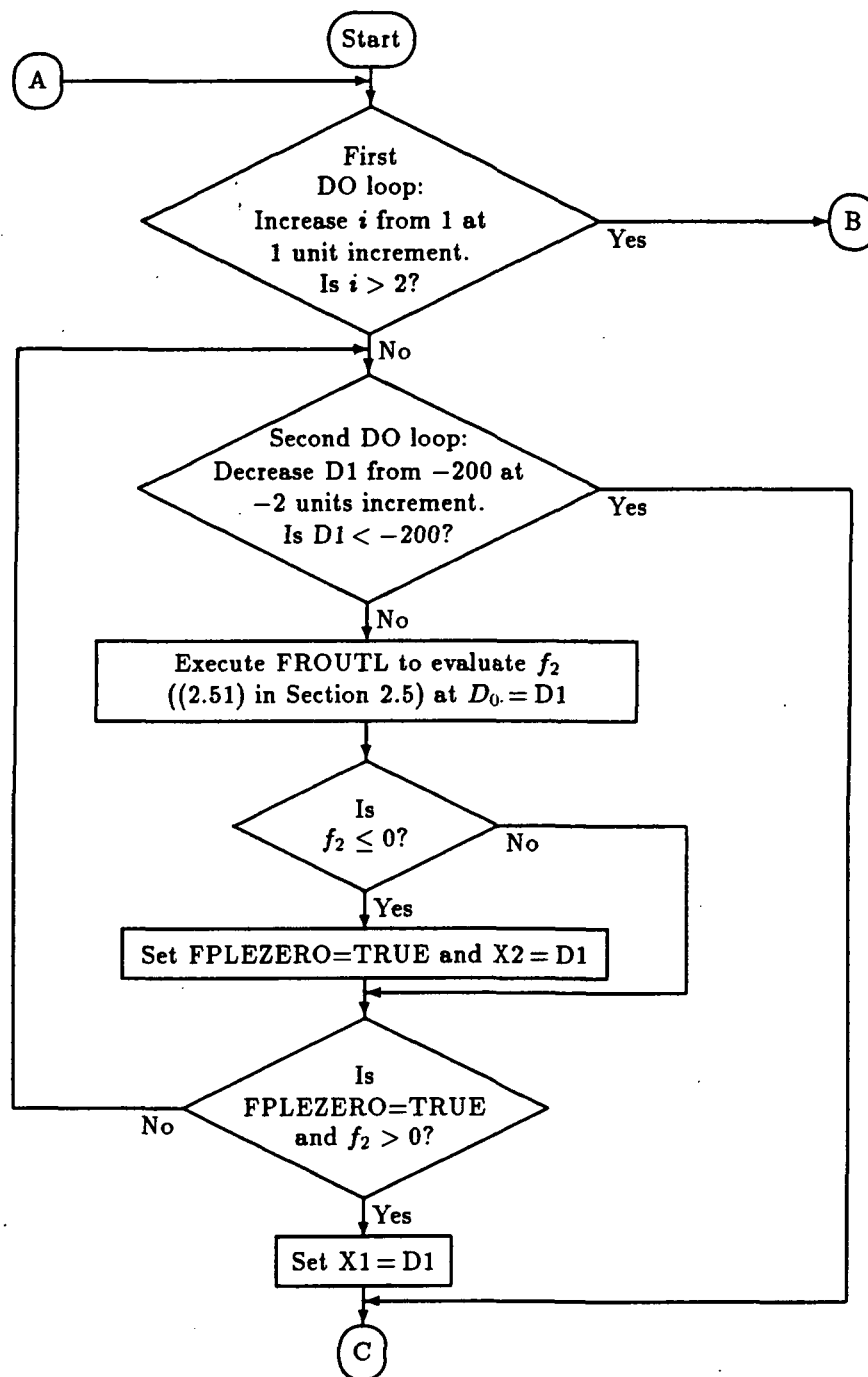 Start
A
First
DO loop:
Increase i from 1 at
1 unit increment.
Is i > 2?
Yes
B
No
Second DO loop:
Decrease D1 from −200 at
−2 units increment.
Is D1 < −200?
Yes
No
Execute FROUTL to evaluate f₂
((2.51) in Section 2.5) at D₀ = D1
Is
f₂ ≤ 0?
No
Yes
Set FPLEZERO=TRUE and X2 = D1
Is
FPLEZERO=TRUE
and f₂ > 0?
No
Yes
Set X1 = D1
C